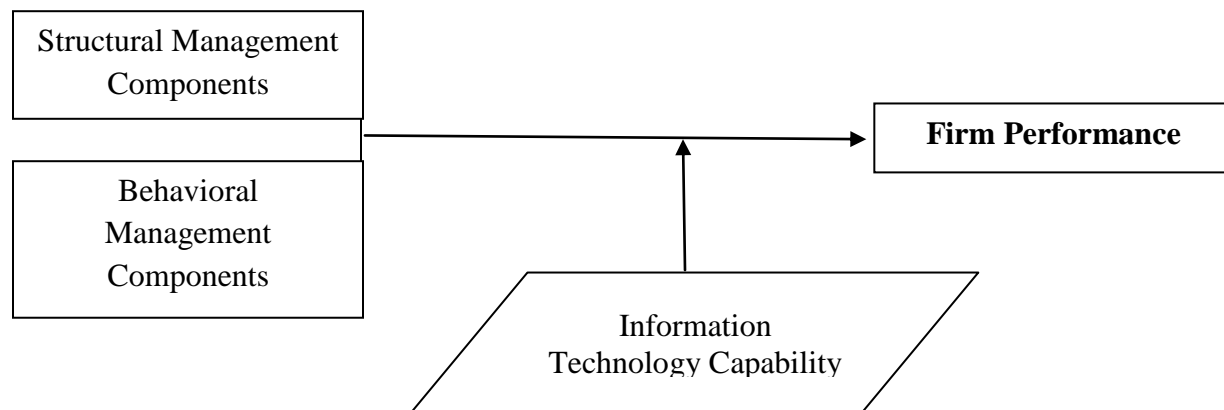 Structural Management
Components
Firm Performance
Behavioral
Management
Components
Information
Technology Capability